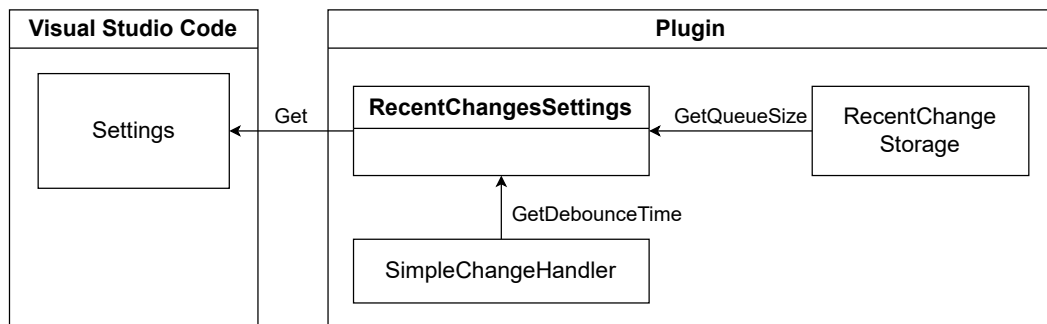 Visual Studio Code
Plugin
Settings
Get
RecentChangesSettings
GetQueueSize
RecentChange
Storage
GetDebounceTime
SimpleChangeHandler